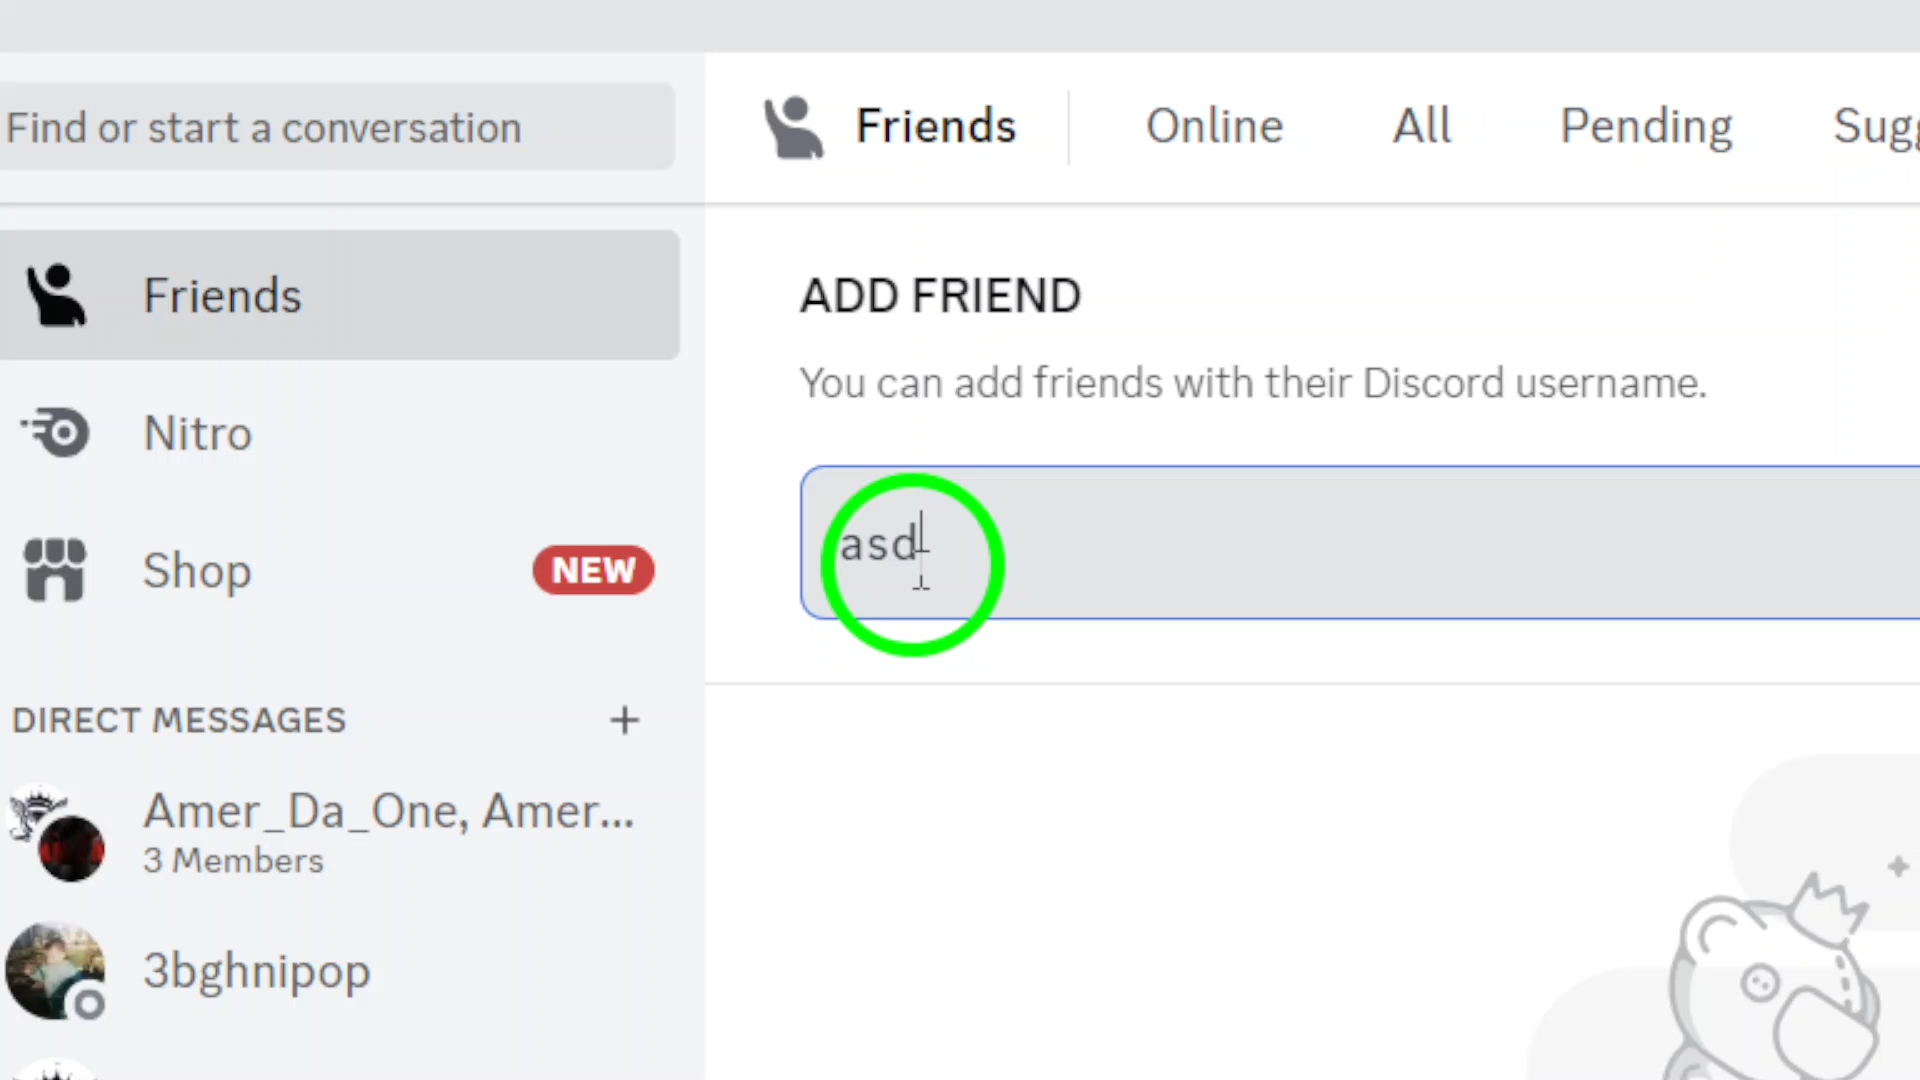 Find or start a conversation
Friends
Online
All
Pending
Sugg
Friends
Nitro
Shop
NEW
DIRECT MESSAGES
Amer_Da_One, Amer...
3 Members
3bghnipop
ADD FRIEND
You can add friends with their Discord username.
asd